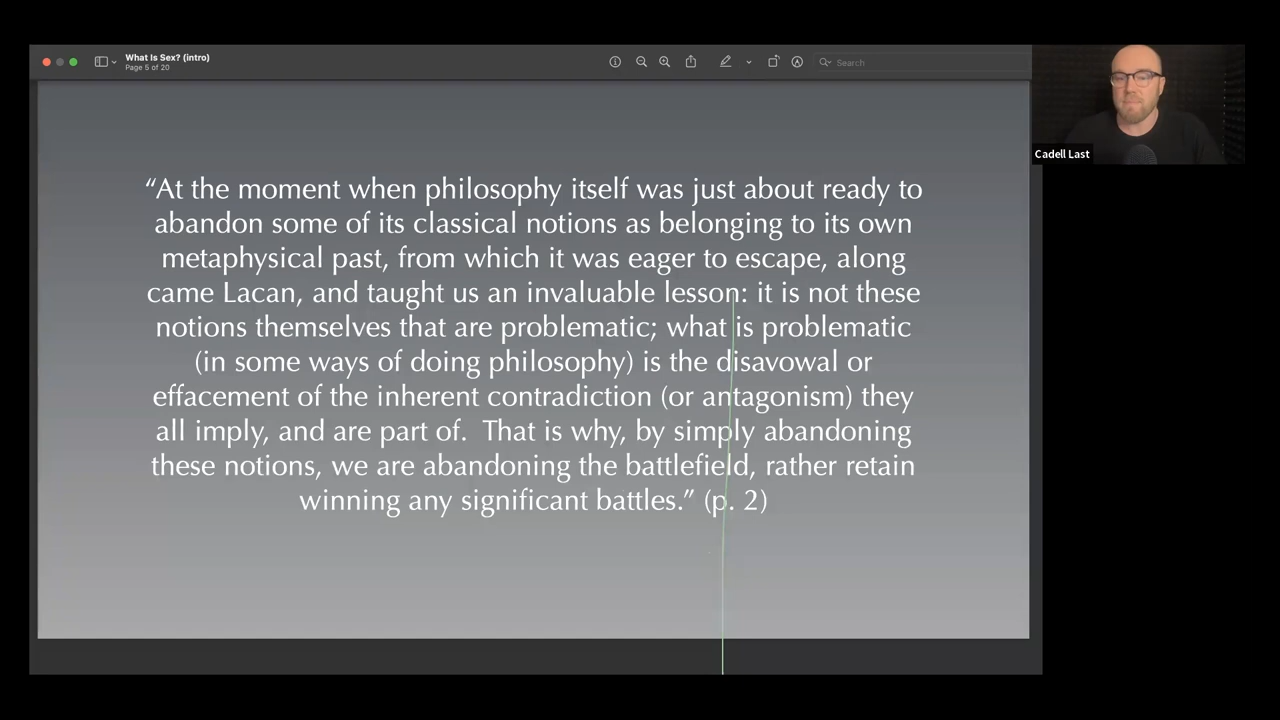 What Is Sex? (intro)
Page 5 of 20
Search
Cadell Last
“At the moment when philosophy itself was just about ready to
abandon some of its classical notions as belonging to its own
metaphysical past, from which it was eager to escape, along
came Lacan, and taught us an invaluable lesson: it is not these
notions themselves that are problematic; what is problematic
(in some ways of doing philosophy) is the disavowal or
effacement of the inherent contradiction (or antagonism) they
all imply, and are part of.  That is why, by simply abandoning
these notions, we are abandoning the battlefield, rather retain
winning any significant battles.” (p. 2)